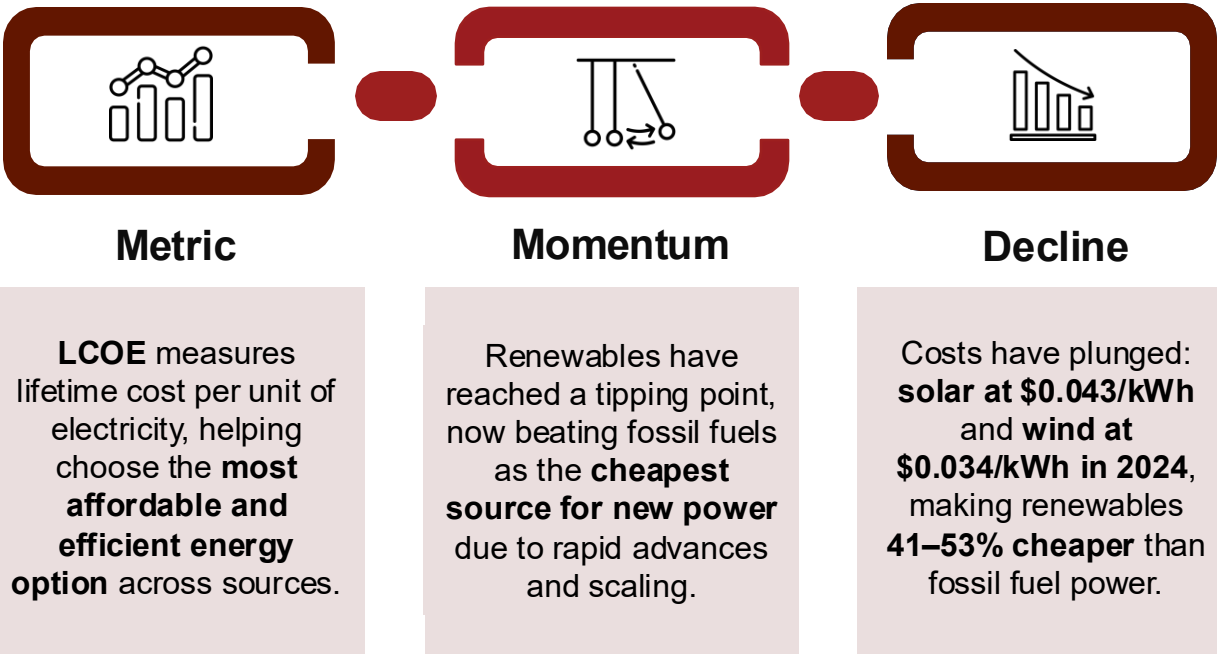 Metric
LCOE measures
lifetime cost per unit of
electricity, helping
choose the most
affordable and
efficient energy
option across sources.
Momentum
Renewables have
reached a tipping point,
now beating fossil fuels
as the cheapest
source for new power
due to rapid advances
and scaling.
Decline
Costs have plunged:
solar at $0.043/kWh
and wind at
$0.034/kWh in 2024,
making renewables
41–53% cheaper than
fossil fuel power.